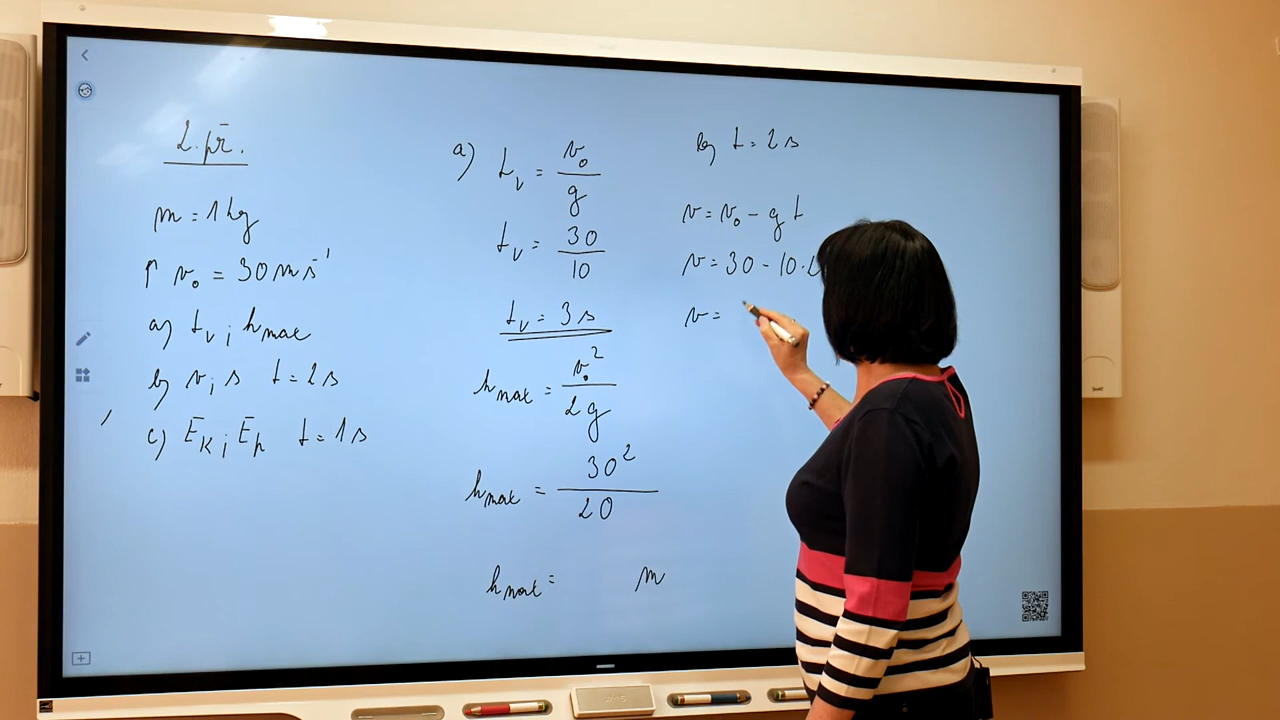 2. pr.
m = 1 kg
↑ v₀ = 30 m s⁻¹
a) t_v ; h_max
b) v ; s t = 2 s
c) E_K ; E_p t = 1 s
a) t_v = v₀ / g
t_v = 30 / 10
t_v = 3 s
h_max = v₀² / 2g
h_max = 30² / 20
h_max = m
b) t = 2 s
v = v₀ - g t
v = 30 - 10 · 2
v =